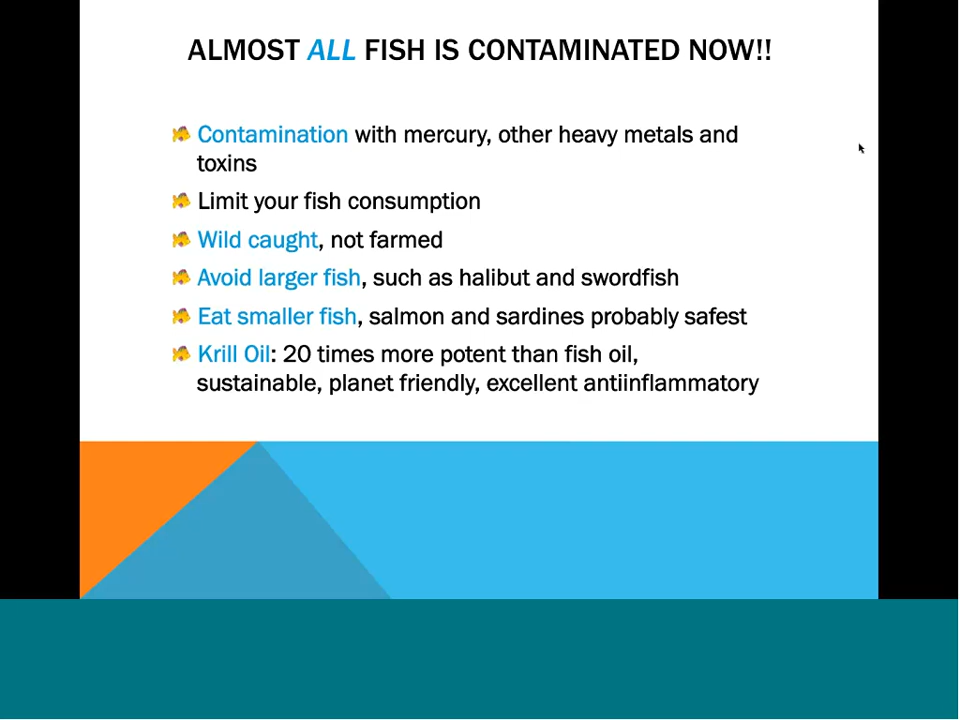 ALMOST ALL FISH IS CONTAMINATED NOW!!
Contamination with mercury, other heavy metals and
toxins
Limit your fish consumption
Wild caught, not farmed
Avoid larger fish, such as halibut and swordfish
Eat smaller fish, salmon and sardines probably safest
Krill Oil: 20 times more potent than fish oil,
sustainable, planet friendly, excellent antiinflammatory